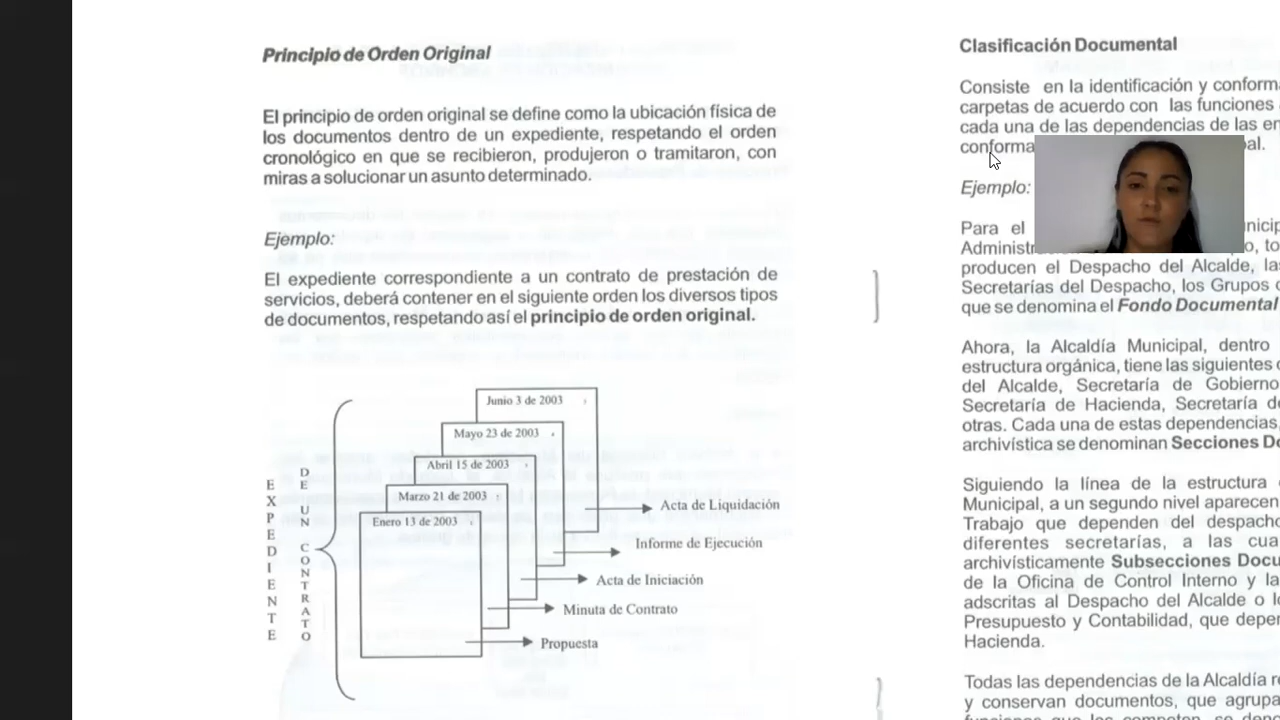 Principio de Orden Original
El principio de orden original se define como la ubicación física de
los documentos dentro de un expediente, respetando el orden
cronológico en que se recibieron, produjeron o tramitaron, con
miras a solucionar un asunto determinado.
Ejemplo:
El expediente correspondiente a un contrato de prestación de
servicios, deberá contener en el siguiente orden los diversos tipos
de documentos, respetando así el principio de orden original.
EXPEDIENTE
DE UN CONTRATO
Junio 3 de 2003
Mayo 23 de 2003
Abril 15 de 2003
Marzo 21 de 2003
Enero 13 de 2003
Acta de Liquidación
Informe de Ejecución
Acta de Iniciación
Minuta de Contrato
Propuesta
Clasificación Documental
Consiste en la identificación y conform
carpetas de acuerdo con las funciones
cada una de las dependencias de las en
conforma al.
Ejemplo:
Para el nicip
Administr o, to
producen el Despacho del Alcalde, la
Secretarías del Despacho, los Grupos
que se denomina el Fondo Documental
Ahora, la Alcaldía Municipal, dentro
estructura orgánica, tiene las siguientes
del Alcalde, Secretaría de Gobierno
Secretaría de Hacienda, Secretaría d
otras. Cada una de estas dependencias,
archivística se denominan Secciones D
Siguiendo la línea de la estructura
Municipal, a un segundo nivel aparecen
Trabajo que dependen del despacho
diferentes secretarías, a las cua
archivísticamente Subsecciones Docu
de la Oficina de Control Interno y la
adscritas al Despacho del Alcalde o l
Presupuesto y Contabilidad, que depe
Hacienda.
Todas las dependencias de la Alcaldía r
y conservan documentos, que agrupa